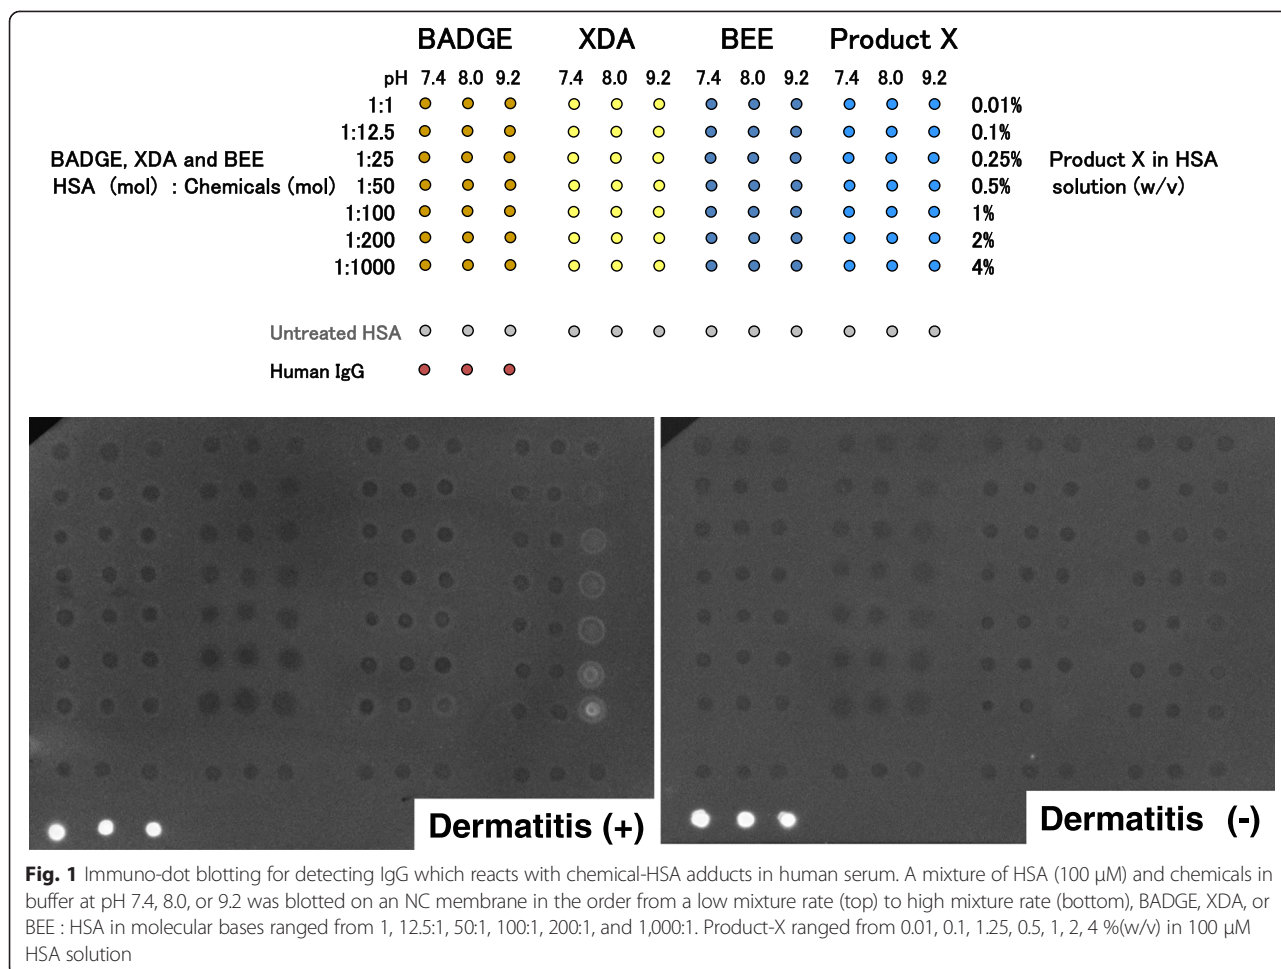 BADGE XDA BEE Product X
pH 7.4 8.0 9.2 7.4 8.0 9.2 7.4 8.0 9.2 7.4 8.0 9.2
1:1 0.01%
1:12.5 0.1%
BADGE, XDA and BEE 1:25 0.25% Product X in HSA
HSA (mol) : Chemicals (mol) 1:50 0.5% solution (w/v)
1:100 1%
1:200 2%
1:1000 4%
Untreated HSA
Human IgG
Dermatitis (+) Dermatitis (-)
Fig. 1 Immuno-dot blotting for detecting IgG which reacts with chemical-HSA adducts in human serum. A mixture of HSA (100 μM) and chemicals in
buffer at pH 7.4, 8.0, or 9.2 was blotted on an NC membrane in the order from a low mixture rate (top) to high mixture rate (bottom), BADGE, XDA, or
BEE : HSA in molecular bases ranged from 1, 12.5:1, 50:1, 100:1, 200:1, and 1,000:1. Product-X ranged from 0.01, 0.1, 1.25, 0.5, 1, 2, 4 %(w/v) in 100 μM
HSA solution